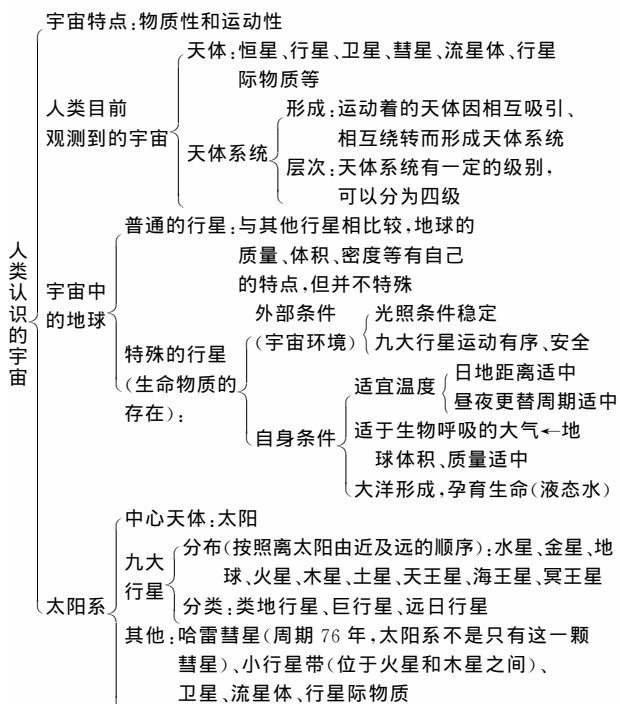 宇宙特点:物质性和运动性
天体:恒星、行星、卫星、彗星、流星体、行星
际物质等
人类目前
观测到的宇宙
形成:运动着的天体因相互吸引、
相互绕转而形成天体系统
天体系统
层次:天体系统有一定的级别,
可以分为四级
人类认识的宇宙
普通的行星:与其他行星相比较,地球的
质量、体积、密度等有自己
的特点,但并不特殊
宇宙中
的地球
外部条件
(宇宙环境)
光照条件稳定
九大行星运动有序、安全
特殊的行星
(生命物质的
存在):
适宜温度
日地距离适中
昼夜更替周期适中
自身条件
适于生物呼吸的大气←地
球体积、质量适中
大洋形成,孕育生命(液态水)
中心天体:太阳
九大
行星
分布(按照离太阳由近及远的顺序):水星、金星、地
球、火星、木星、土星、天王星、海王星、冥王星
分类:类地行星、巨行星、远日行星
太阳系
其他:哈雷彗星(周期 76 年,太阳系不是只有这一颗
彗星)、小行星带(位于火星和木星之间)、
卫星、流星体、行星际物质